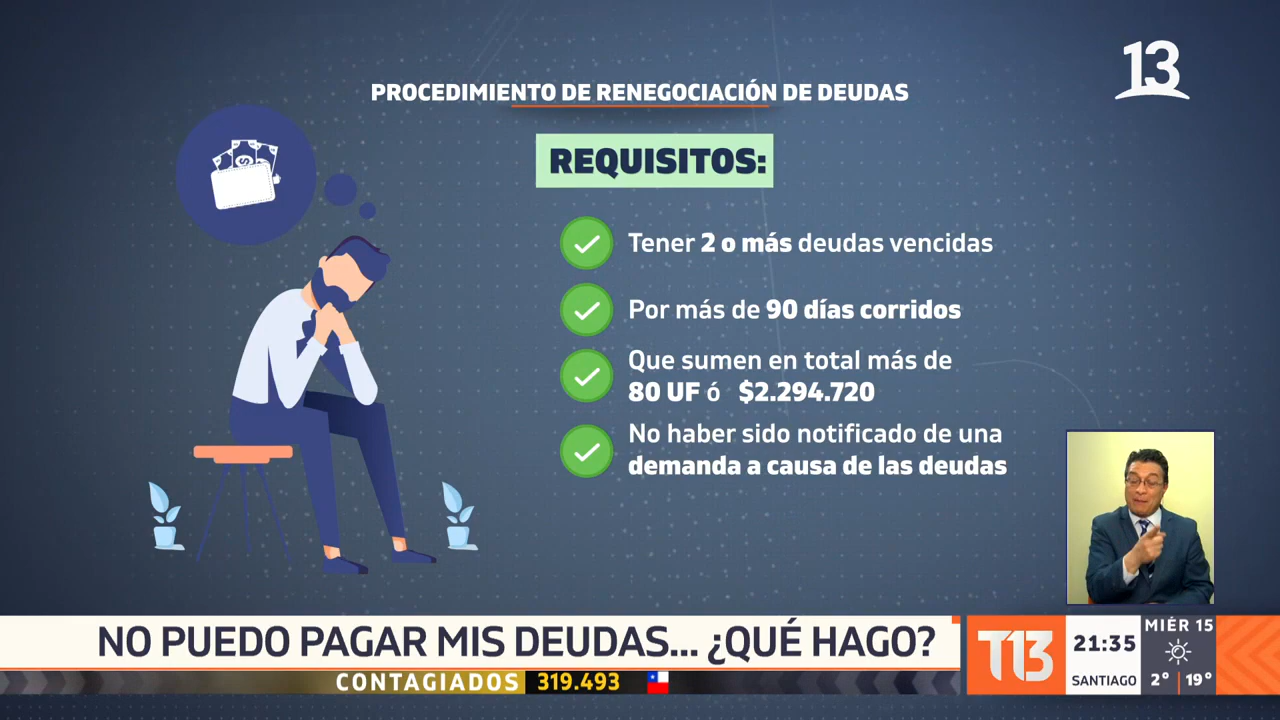 13
PROCEDIMIENTO DE RENEGOCIACIÓN DE DEUDAS
REQUISITOS:
Tener 2 o más deudas vencidas
Por más de 90 días corridos
Que sumen en total más de
80 UF ó $2.294.720
No haber sido notificado de una
demanda a causa de las deudas
NO PUEDO PAGAR MIS DEUDAS... ¿QUÉ HAGO?
CONTAGIADOS 319.493
T13
21:35
SANTIAGO
MIÉR 15
2° 19°